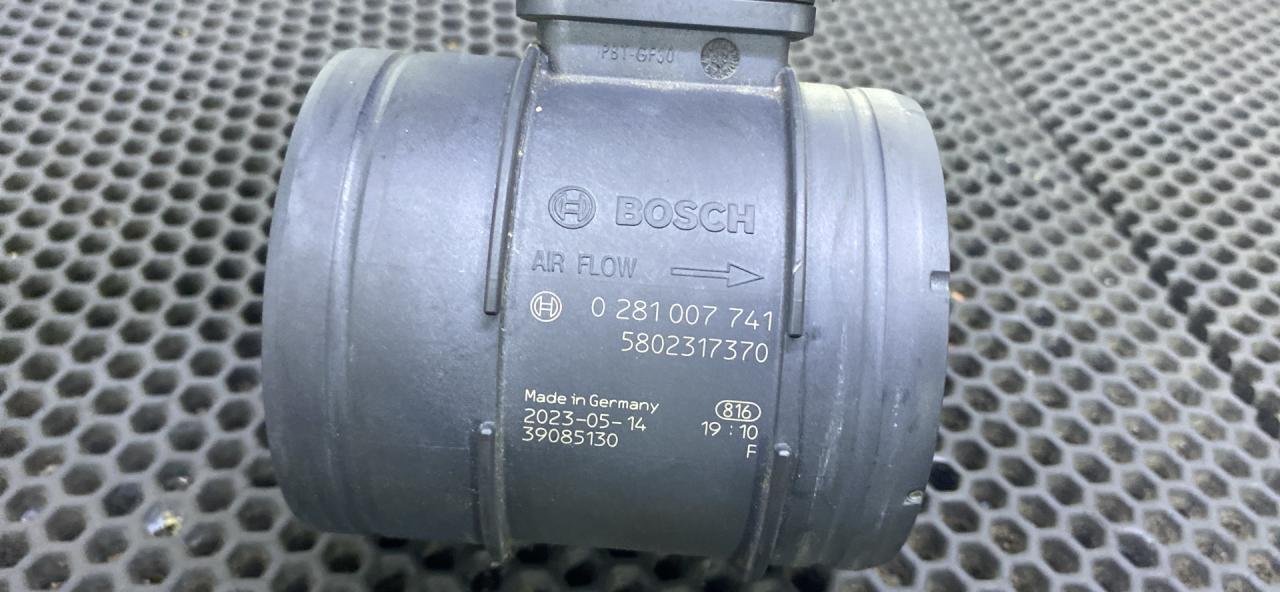 PBT-GF30
BOSCH
AIR FLOW
0 281 007 741
5802317370
Made in Germany
816
2023-05-14
19:10
39085130
F